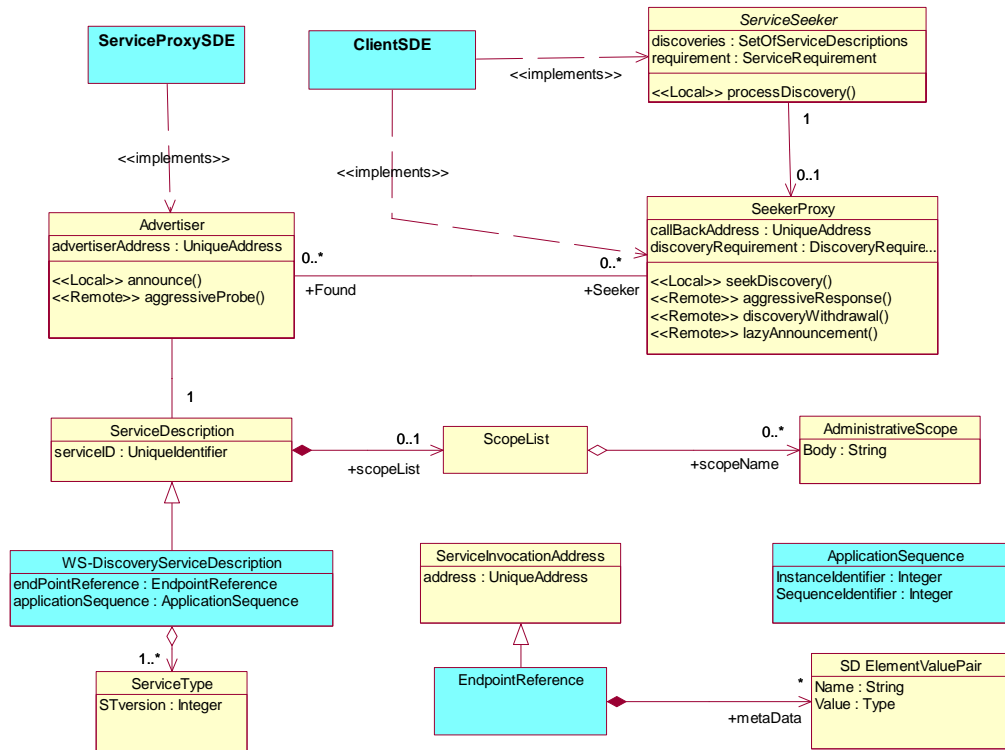 ServiceProxySDE
ClientSDE
ServiceSeeker
discoveries : SetOfServiceDescriptions
requirement : ServiceRequirement
<<Local>> processDiscovery()
<<implements>>
1
<<implements>>
<<implements>>
0..1
Advertiser
advertiserAddress : UniqueAddress
<<Local>> announce()
<<Remote>> aggressiveProbe()
SeekerProxy
callBackAddress : UniqueAddress
discoveryRequirement : DiscoveryRequire...
<<Local>> seekDiscovery()
<<Remote>> aggressiveResponse()
<<Remote>> discoveryWithdrawal()
<<Remote>> lazyAnnouncement()
0..*
0..*
+Found
+Seeker
1
ServiceDescription
serviceID : UniqueIdentifier
0..1
+scopeList
ScopeList
0..*
+scopeName
AdministrativeScope
Body : String
WS-DiscoveryServiceDescription
endPointReference : EndpointReference
applicationSequence : ApplicationSequence
ServiceInvocationAddress
address : UniqueAddress
ApplicationSequence
InstanceIdentifier : Integer
SequenceIdentifier : Integer
1..*
ServiceType
STversion : Integer
EndpointReference
*
+metaData
SD ElementValuePair
Name : String
Value : Type